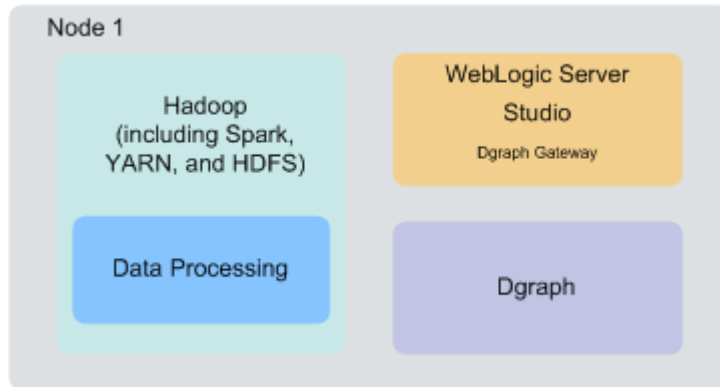 Node 1
Hadoop
(including Spark,
YARN, and HDFS)
Data Processing
WebLogic Server
Studio
Dgraph Gateway
Dgraph